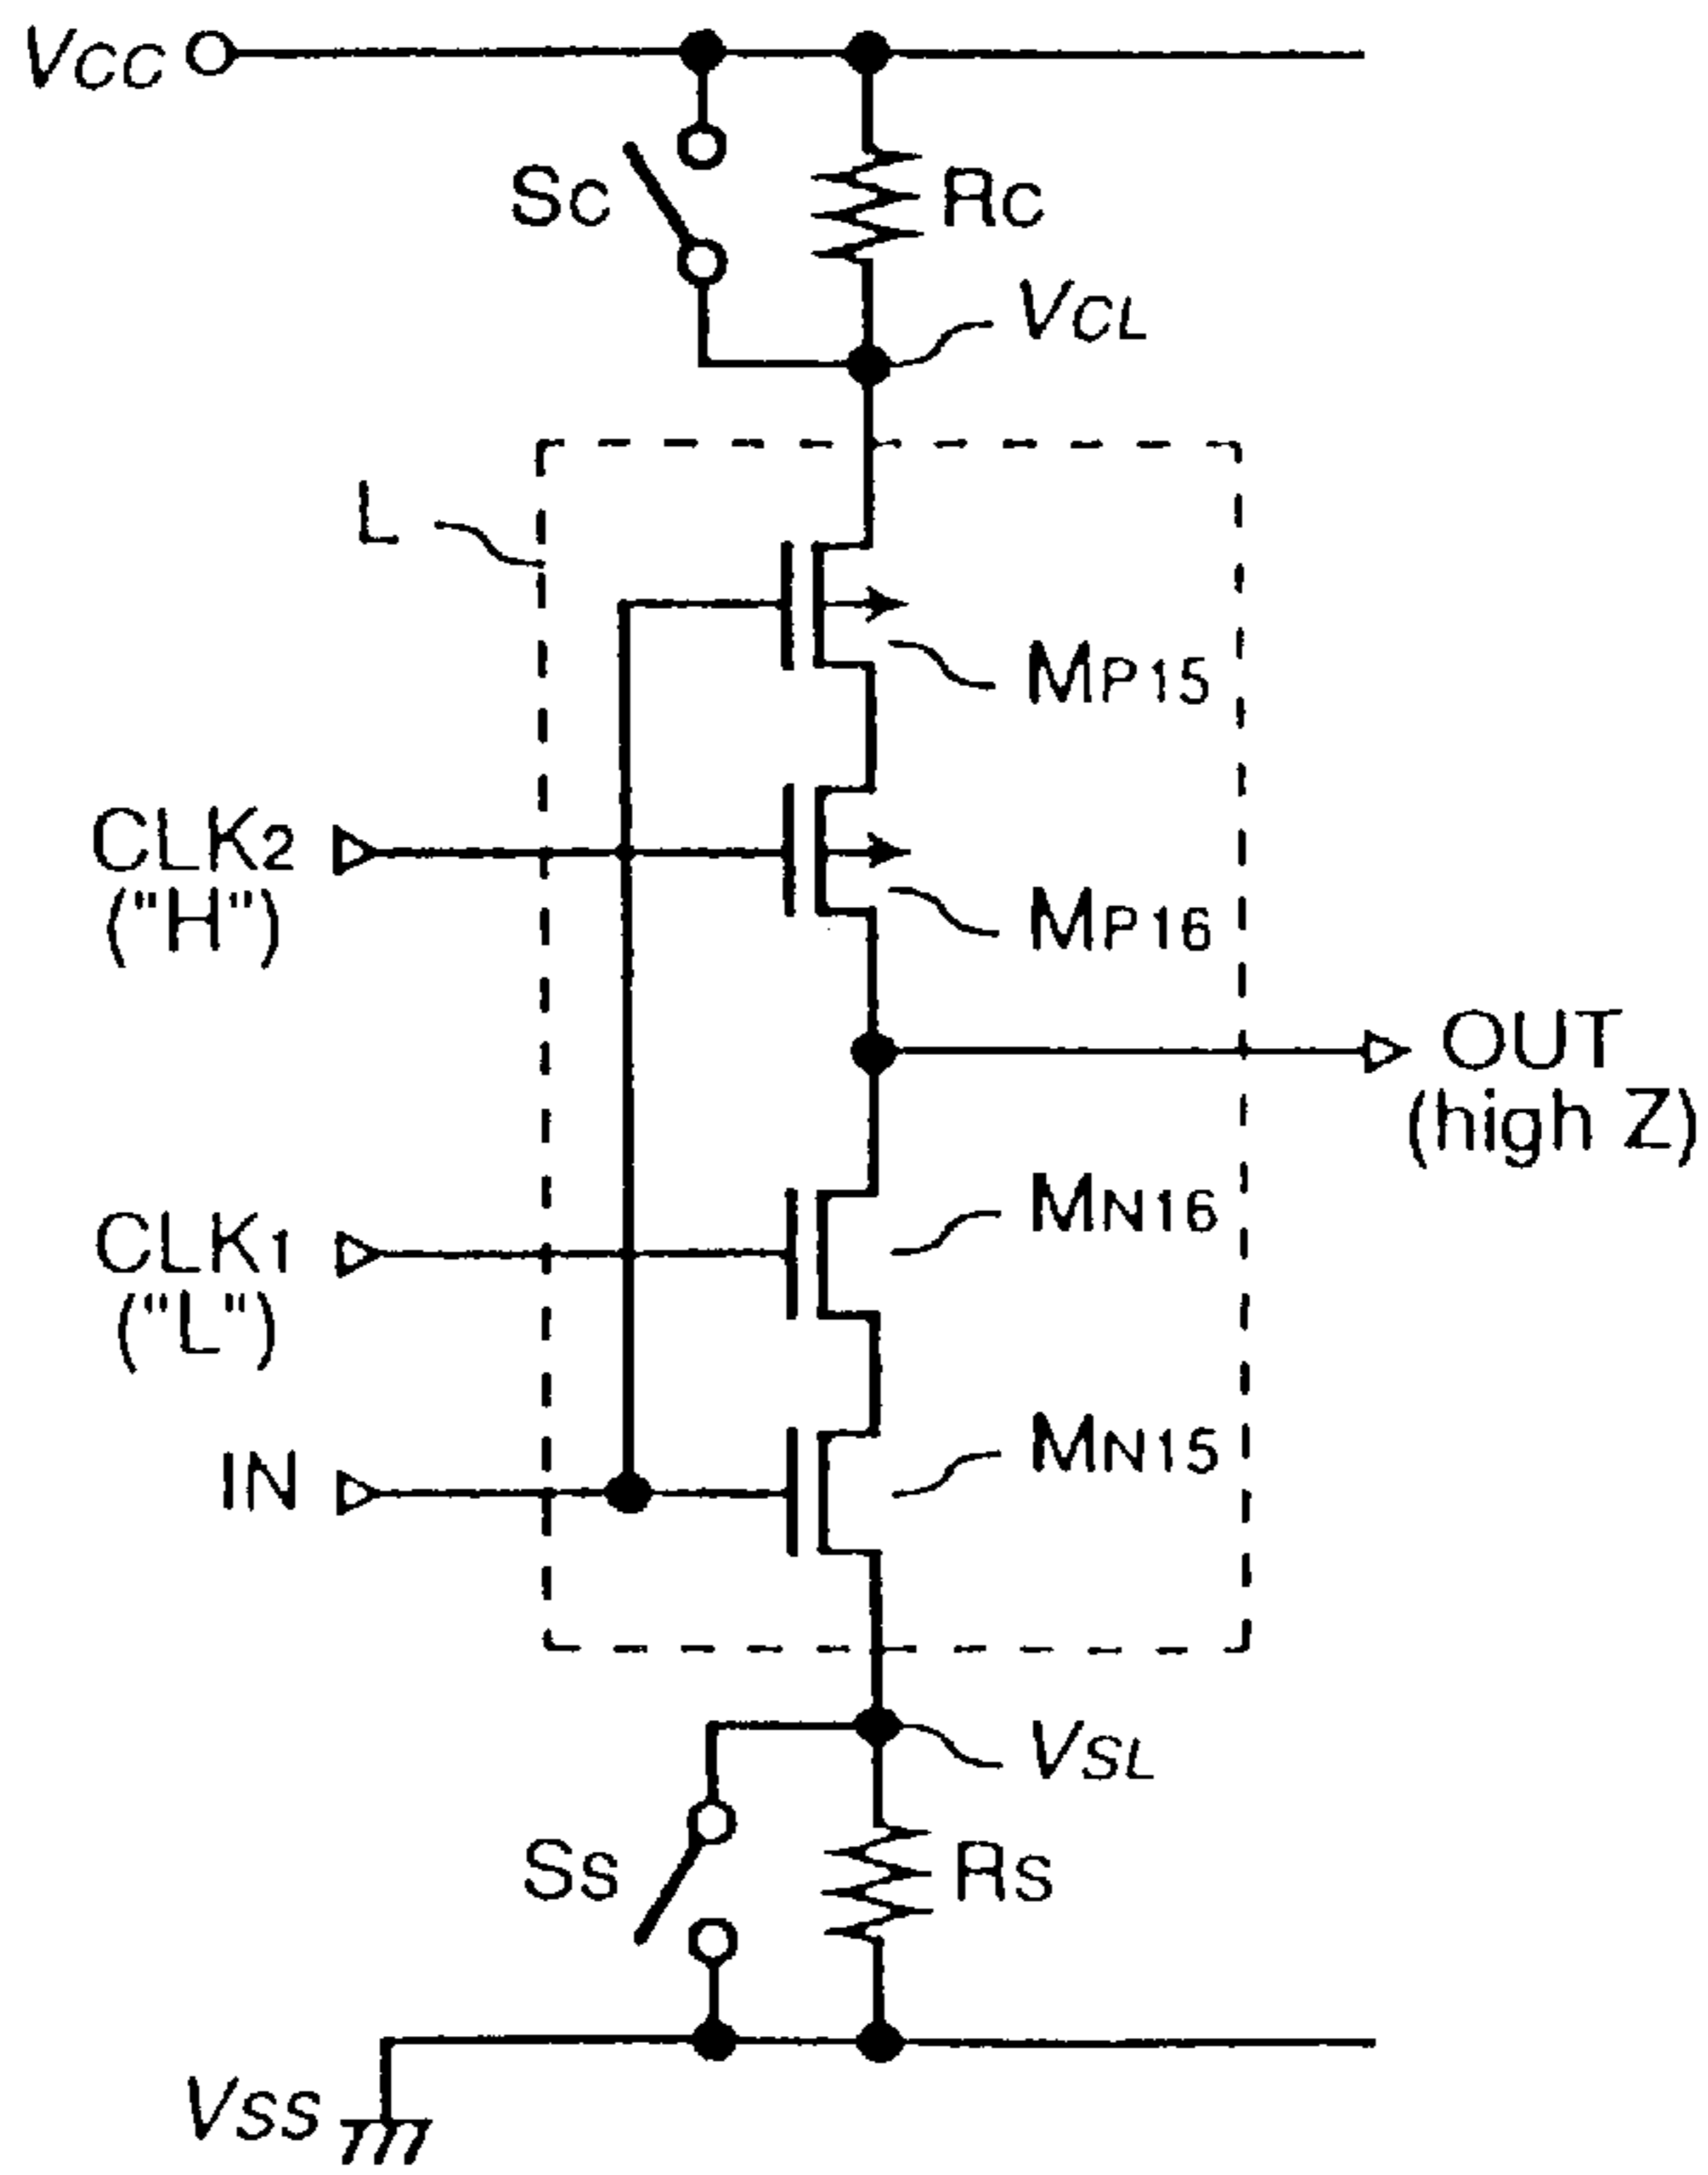 VCC
SC
RC
VCL
L
MP15
CLK2
("H")
MP16
OUT
(high Z)
MN16
CLK1
("L")
MN15
IN
VSL
SS
RS
VSS